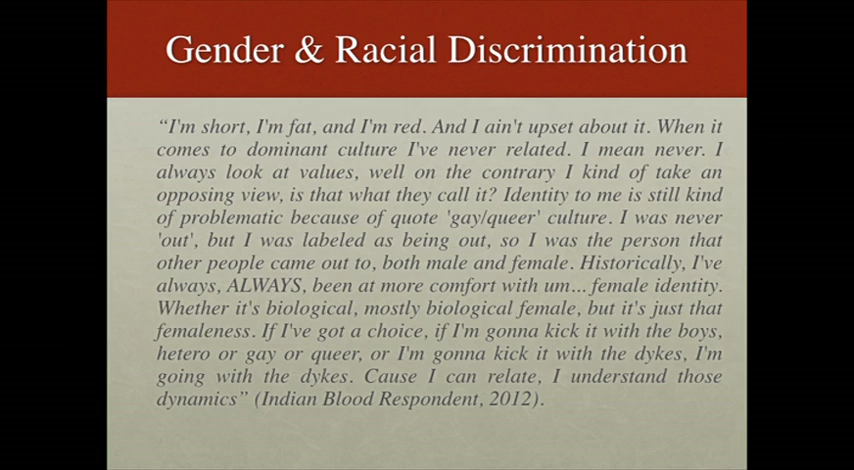 Gender & Racial Discrimination
“I'm short, I'm fat, and I'm red. And I ain't upset about it. When it
comes to dominant culture I've never related. I mean never. I
always look at values, well on the contrary I kind of take an
opposing view, is that what they call it? Identity to me is still kind
of problematic because of quote 'gay/queer' culture. I was never
'out', but I was labeled as being out, so I was the person that
other people came out to, both male and female. Historically, I've
always, ALWAYS, been at more comfort with um... female identity.
Whether it's biological, mostly biological female, but it's just that
femaleness. If I've got a choice, if I'm gonna kick it with the boys,
hetero or gay or queer, or I'm gonna kick it with the dykes, I'm
going with the dykes. Cause I can relate, I understand those
dynamics” (Indian Blood Respondent, 2012).